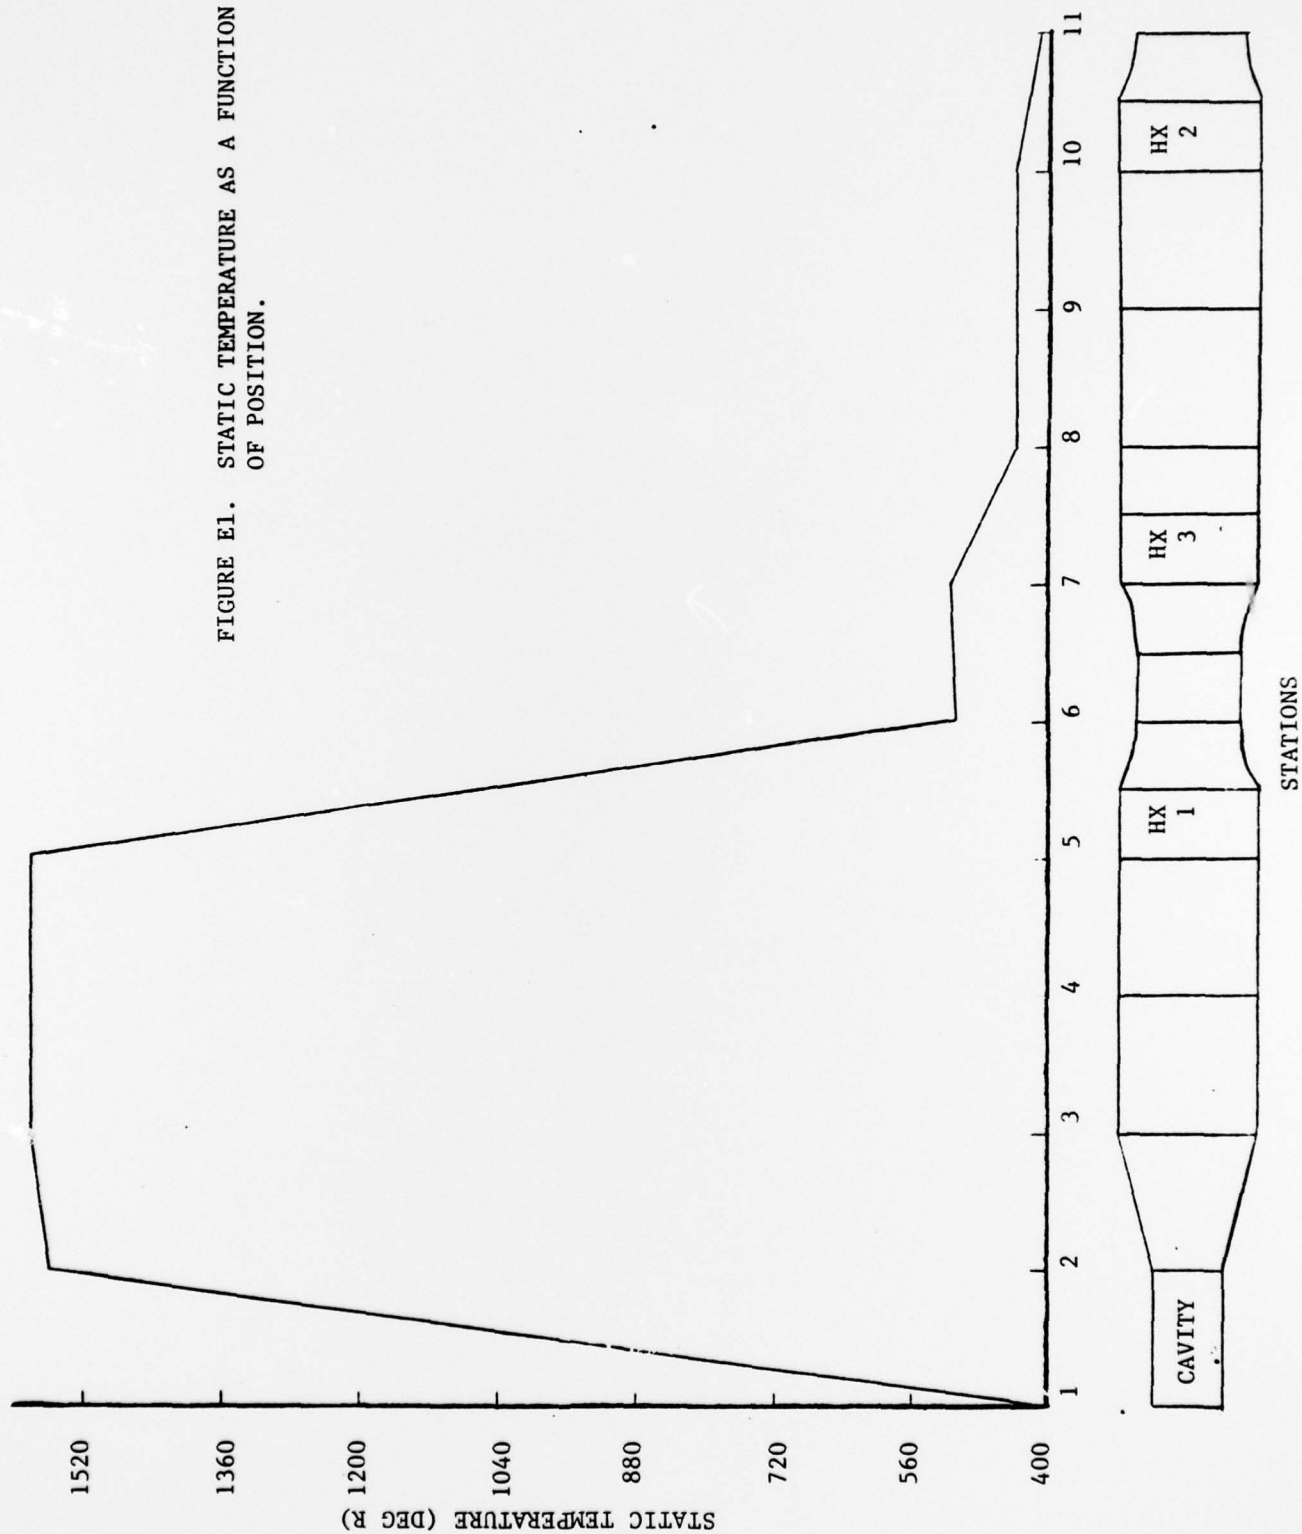 FIGURE E1. STATIC TEMPERATURE AS A FUNCTION
OF POSITION.
STATIC TEMPERATURE (DEG R)
1520
1360
1200
1040
880
720
560
400
1 2 3 4 5 6 7 8 9 10 11
CAVITY
HX
1
HX
3
HX
2
STATIONS